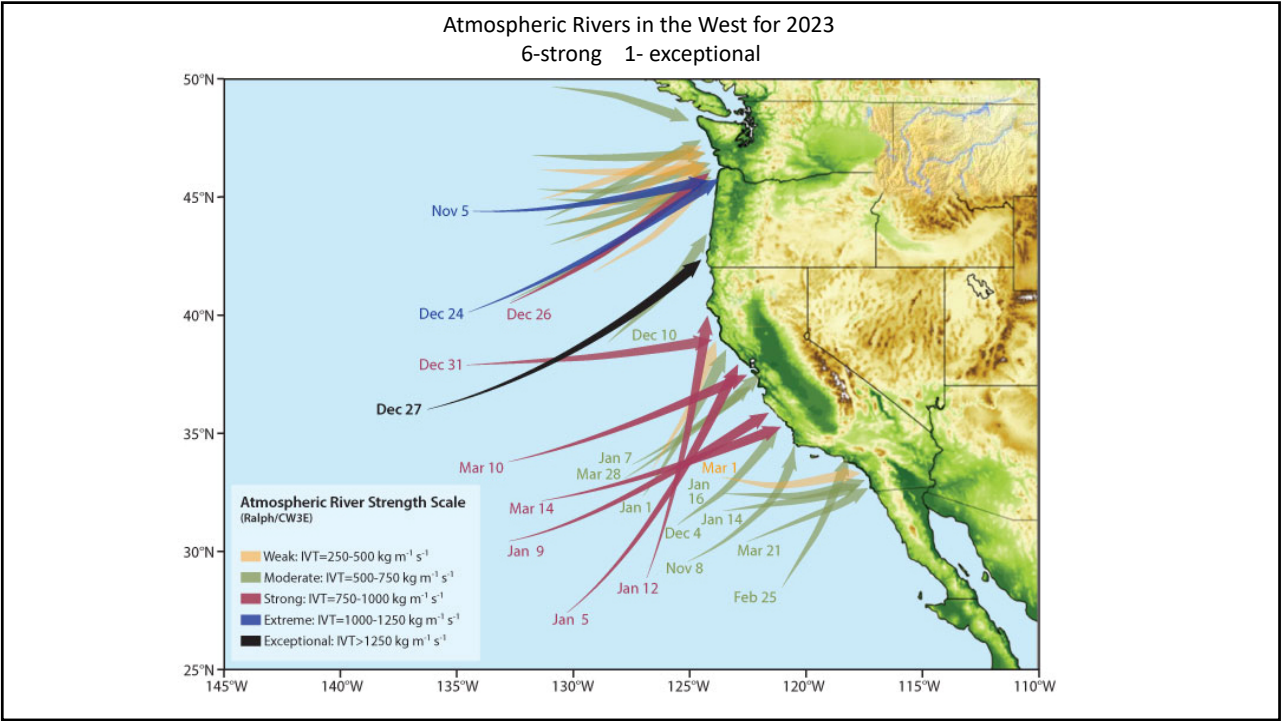 Atmospheric Rivers in the West for 2023
6-strong    1- exceptional
50°N
45°N
40°N
35°N
30°N
25°N
Nov 5
Dec 24
Dec 26
Dec 10
Dec 31
Dec 27
Mar 10
Jan 7
Mar 28
Mar 1
Jan
16
Mar 14
Jan 1
Jan 14
Dec 4
Jan 9
Mar 21
Nov 8
Jan 12
Feb 25
Jan 5
Atmospheric River Strength Scale
(Ralph/CW3E)
Weak: IVT=250-500 kg m⁻¹ s⁻¹
Moderate: IVT=500-750 kg m⁻¹ s⁻¹
Strong: IVT=750-1000 kg m⁻¹ s⁻¹
Extreme: IVT=1000-1250 kg m⁻¹ s⁻¹
Exceptional: IVT>1250 kg m⁻¹ s⁻¹
145°W
140°W
135°W
130°W
125°W
120°W
115°W
110°W